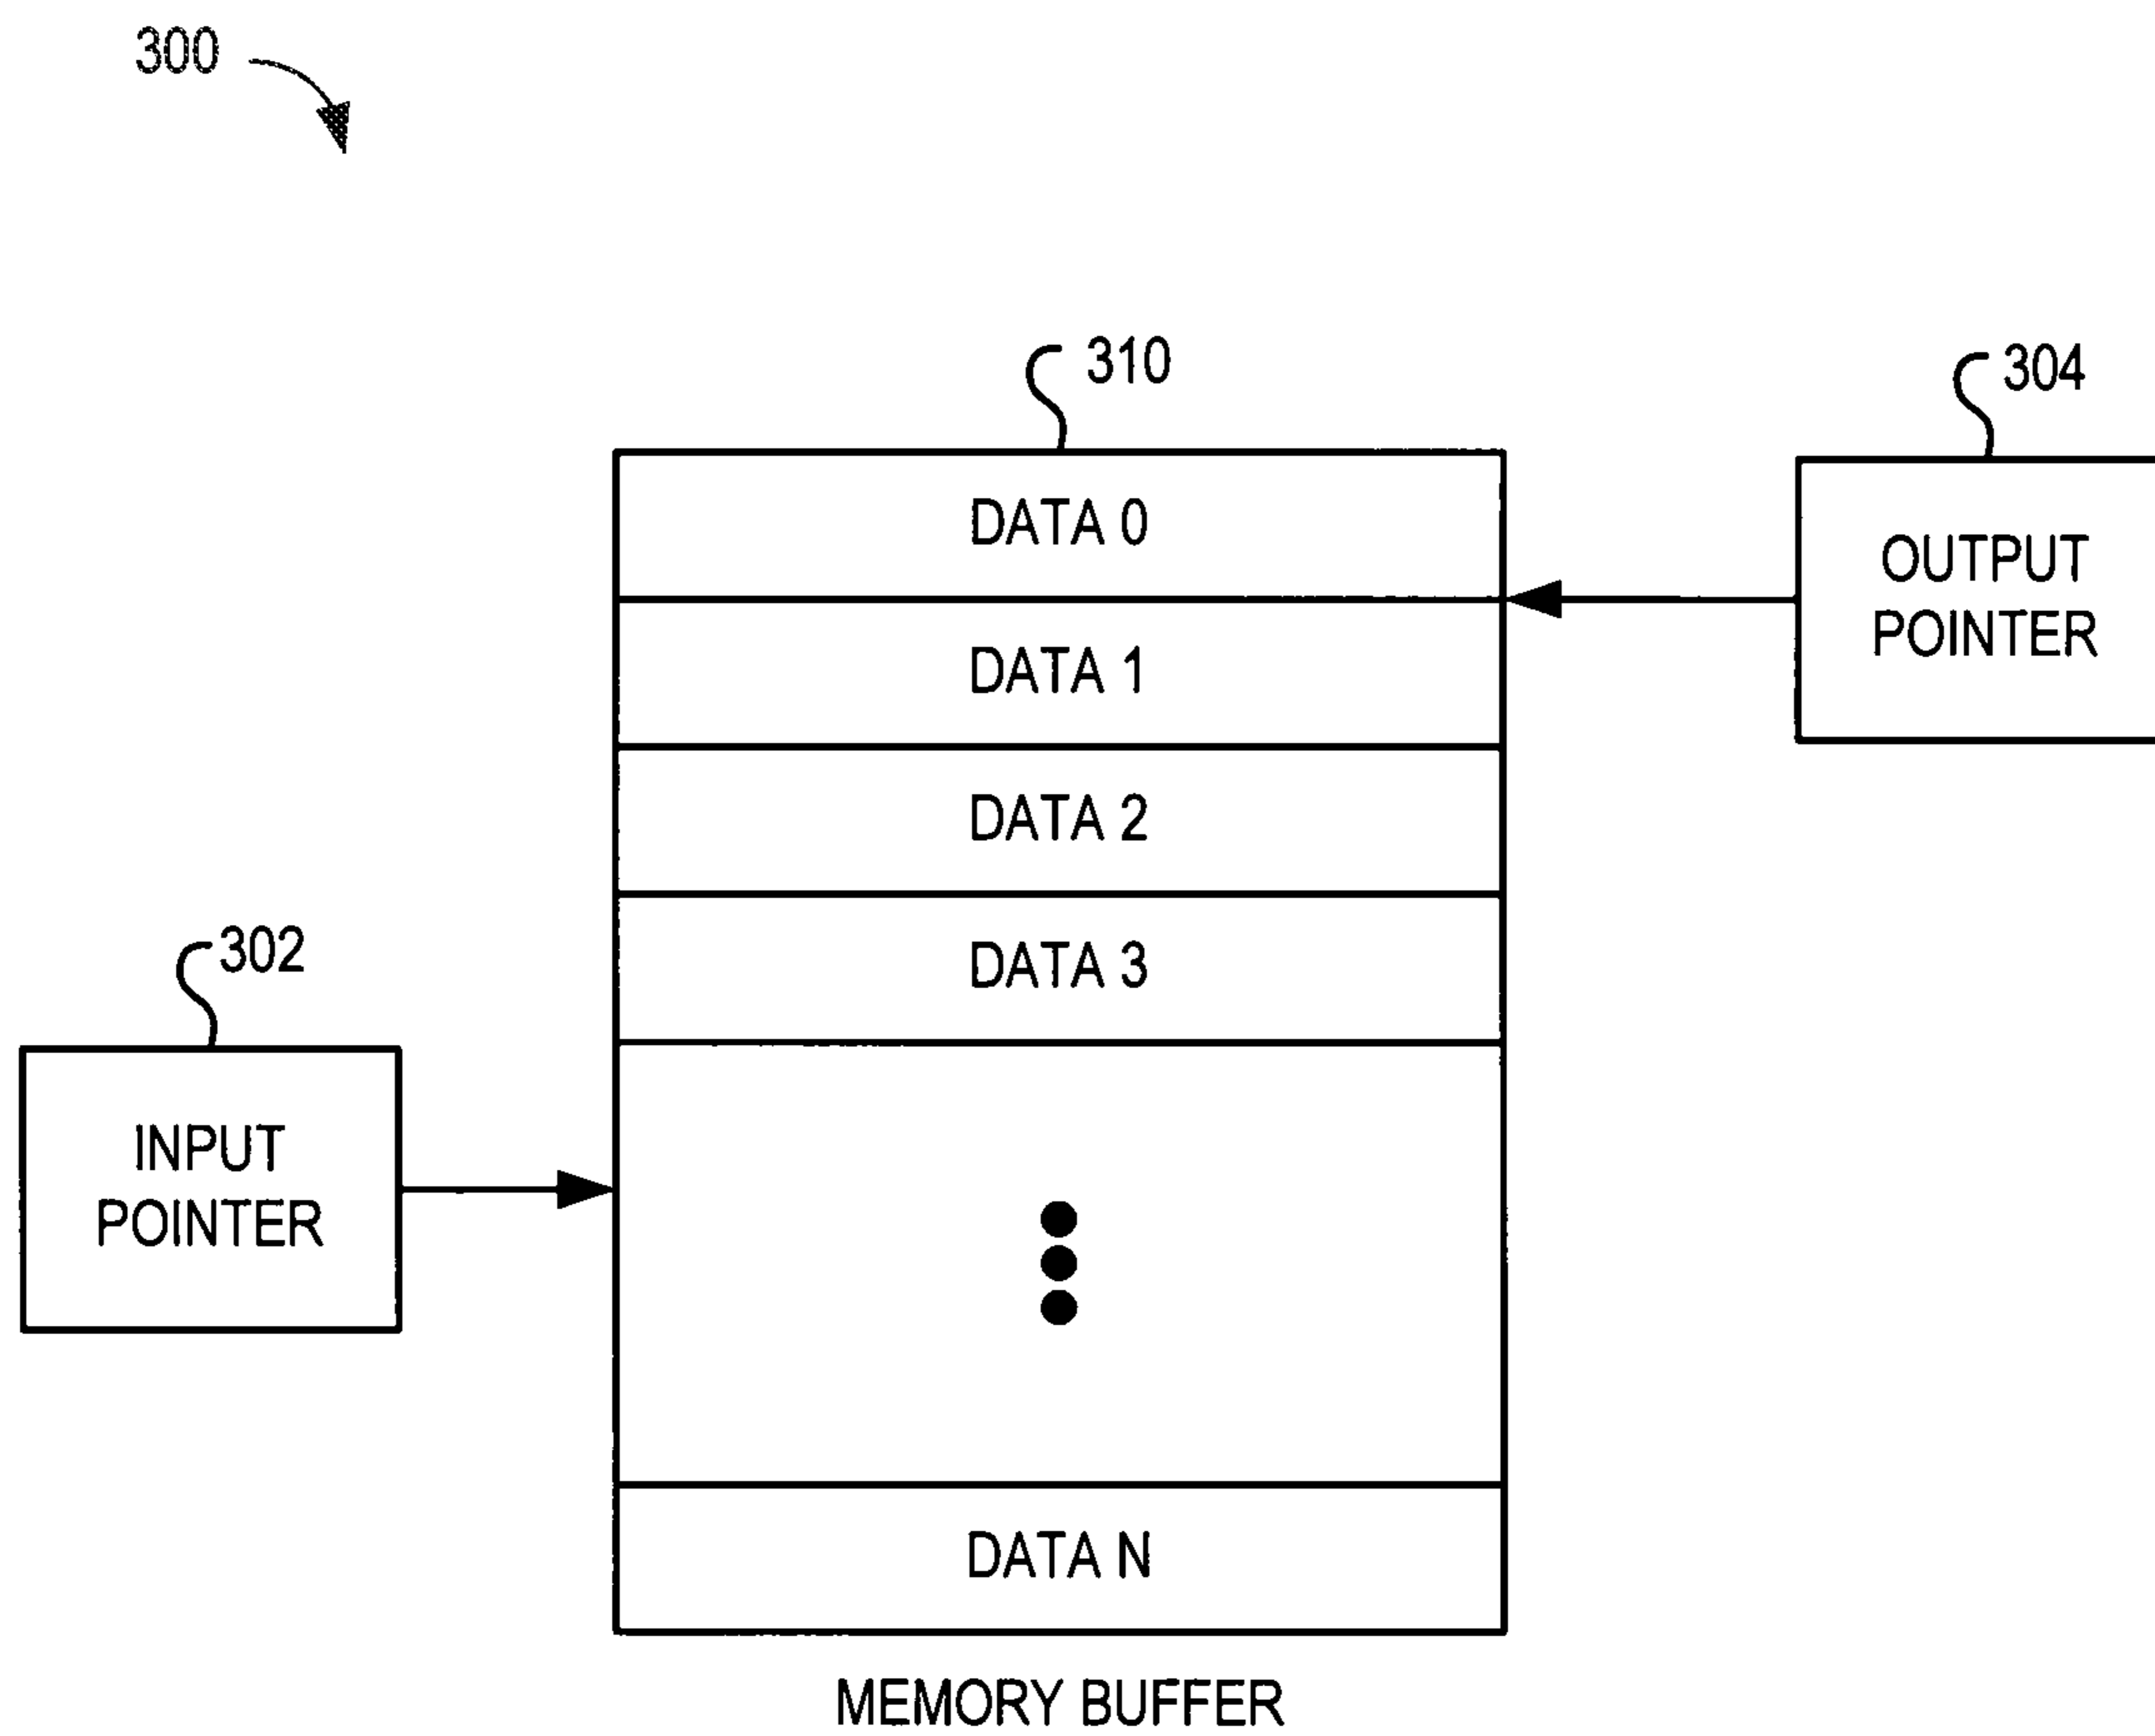 300
310
304
DATA 0
OUTPUT
POINTER
DATA 1
DATA 2
302
DATA 3
INPUT
POINTER
DATA N
MEMORY BUFFER